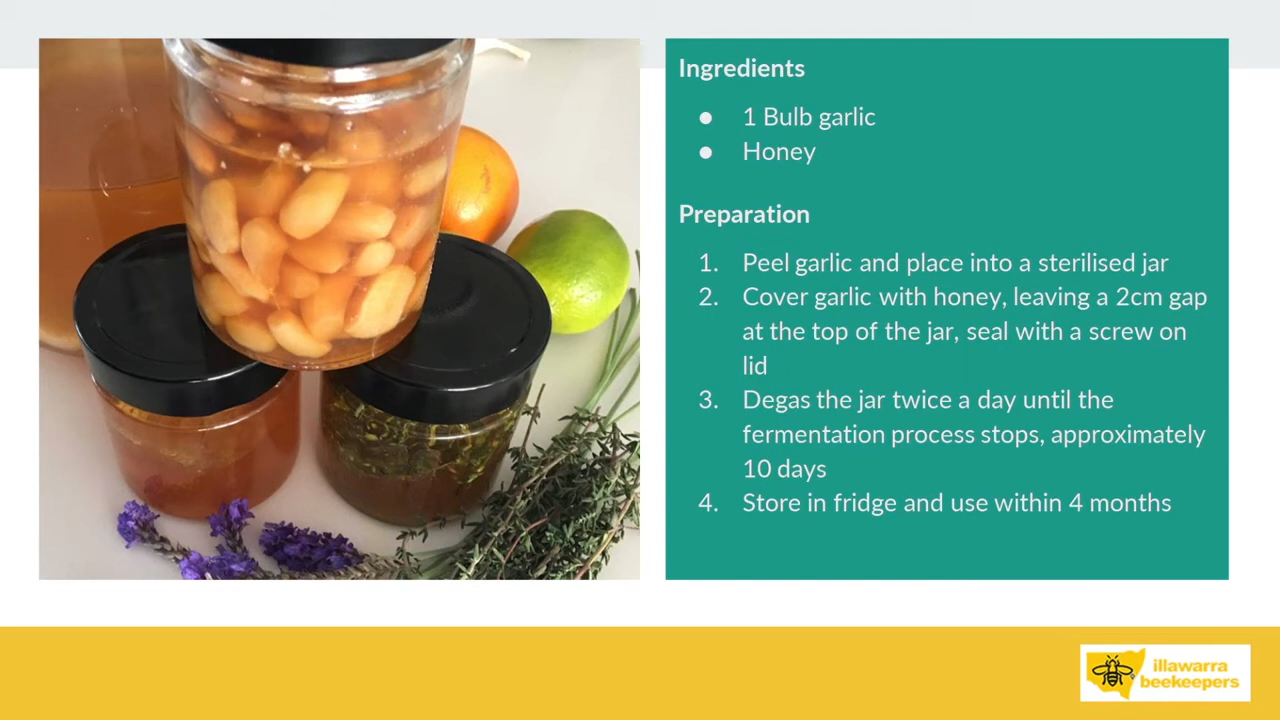 Ingredients
● 1 Bulb garlic
● Honey
Preparation
1. Peel garlic and place into a sterilised jar
2. Cover garlic with honey, leaving a 2cm gap
at the top of the jar, seal with a screw on
lid
3. Degas the jar twice a day until the
fermentation process stops, approximately
10 days
4. Store in fridge and use within 4 months
illawarra
beekeepers